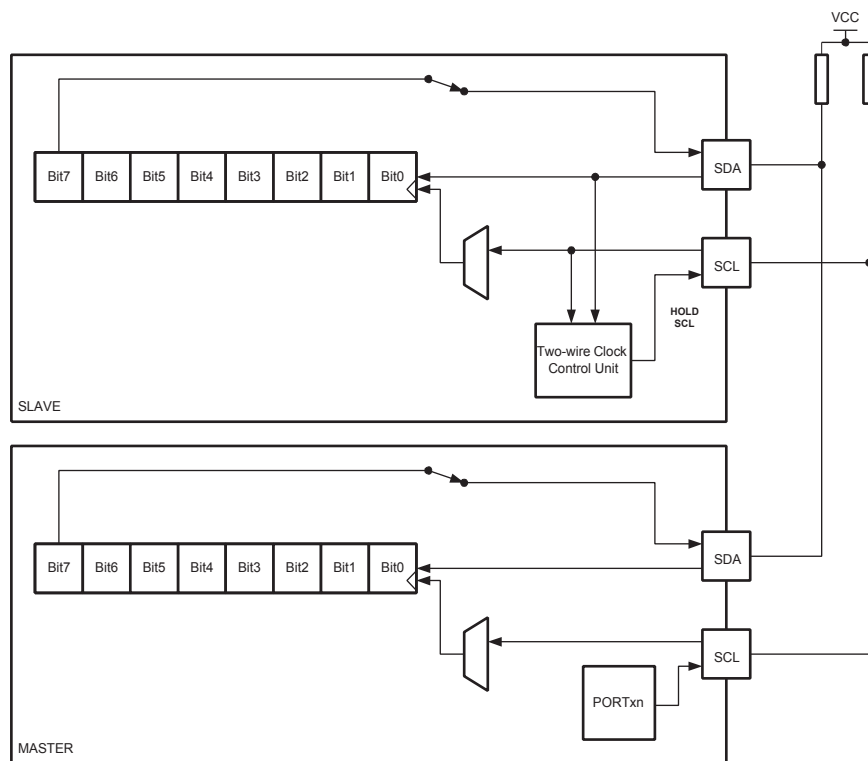 VCC
Bit7 Bit6 Bit5 Bit4 Bit3 Bit2 Bit1 Bit0
SDA
SCL
HOLD
SCL
Two-wire Clock
Control Unit
SLAVE
Bit7 Bit6 Bit5 Bit4 Bit3 Bit2 Bit1 Bit0
SDA
SCL
PORTxn
MASTER